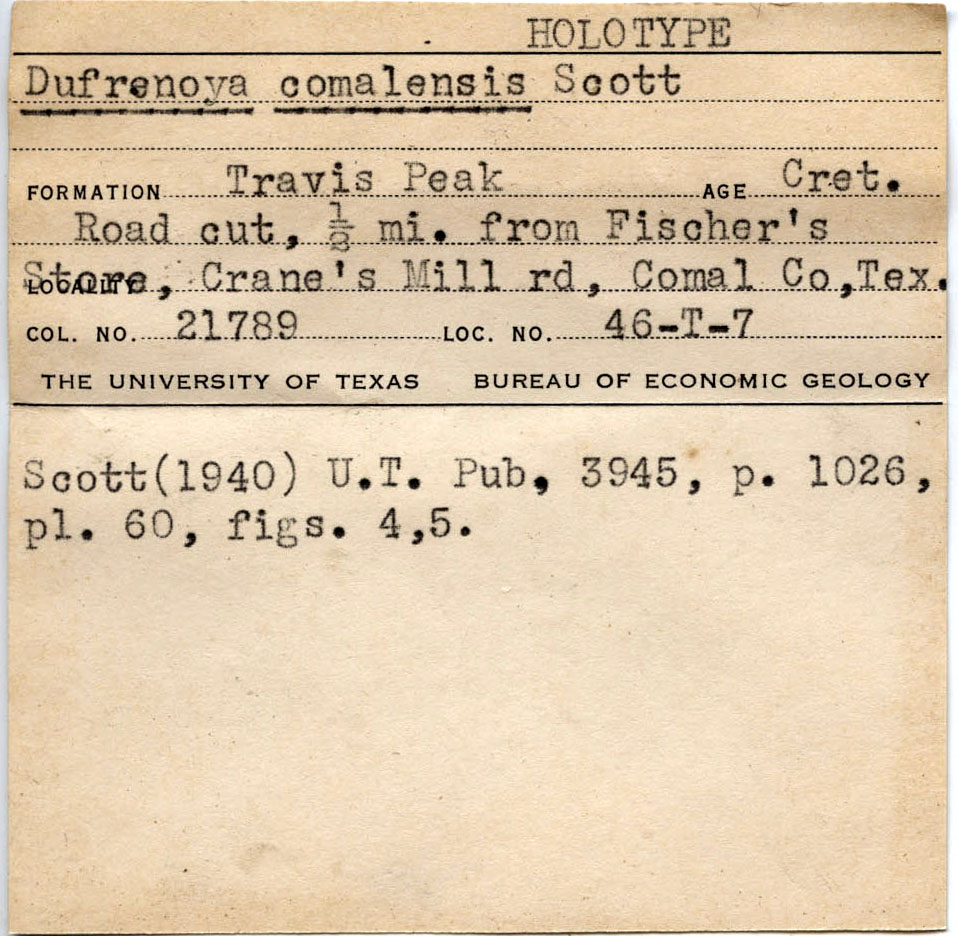 HOLOTYPE
Dufrenoya comalensis Scott
FORMATION Travis Peak AGE Cret.
Road cut, ½ mi. from Fischer's
LOCALITY Store, Crane's Mill rd, Comal Co,Tex.
COL. NO. 21789 LOC. NO. 46-T-7
THE UNIVERSITY OF TEXAS BUREAU OF ECONOMIC GEOLOGY
Scott(1940) U.T. Pub, 3945, p. 1026,
pl. 60, figs. 4,5.